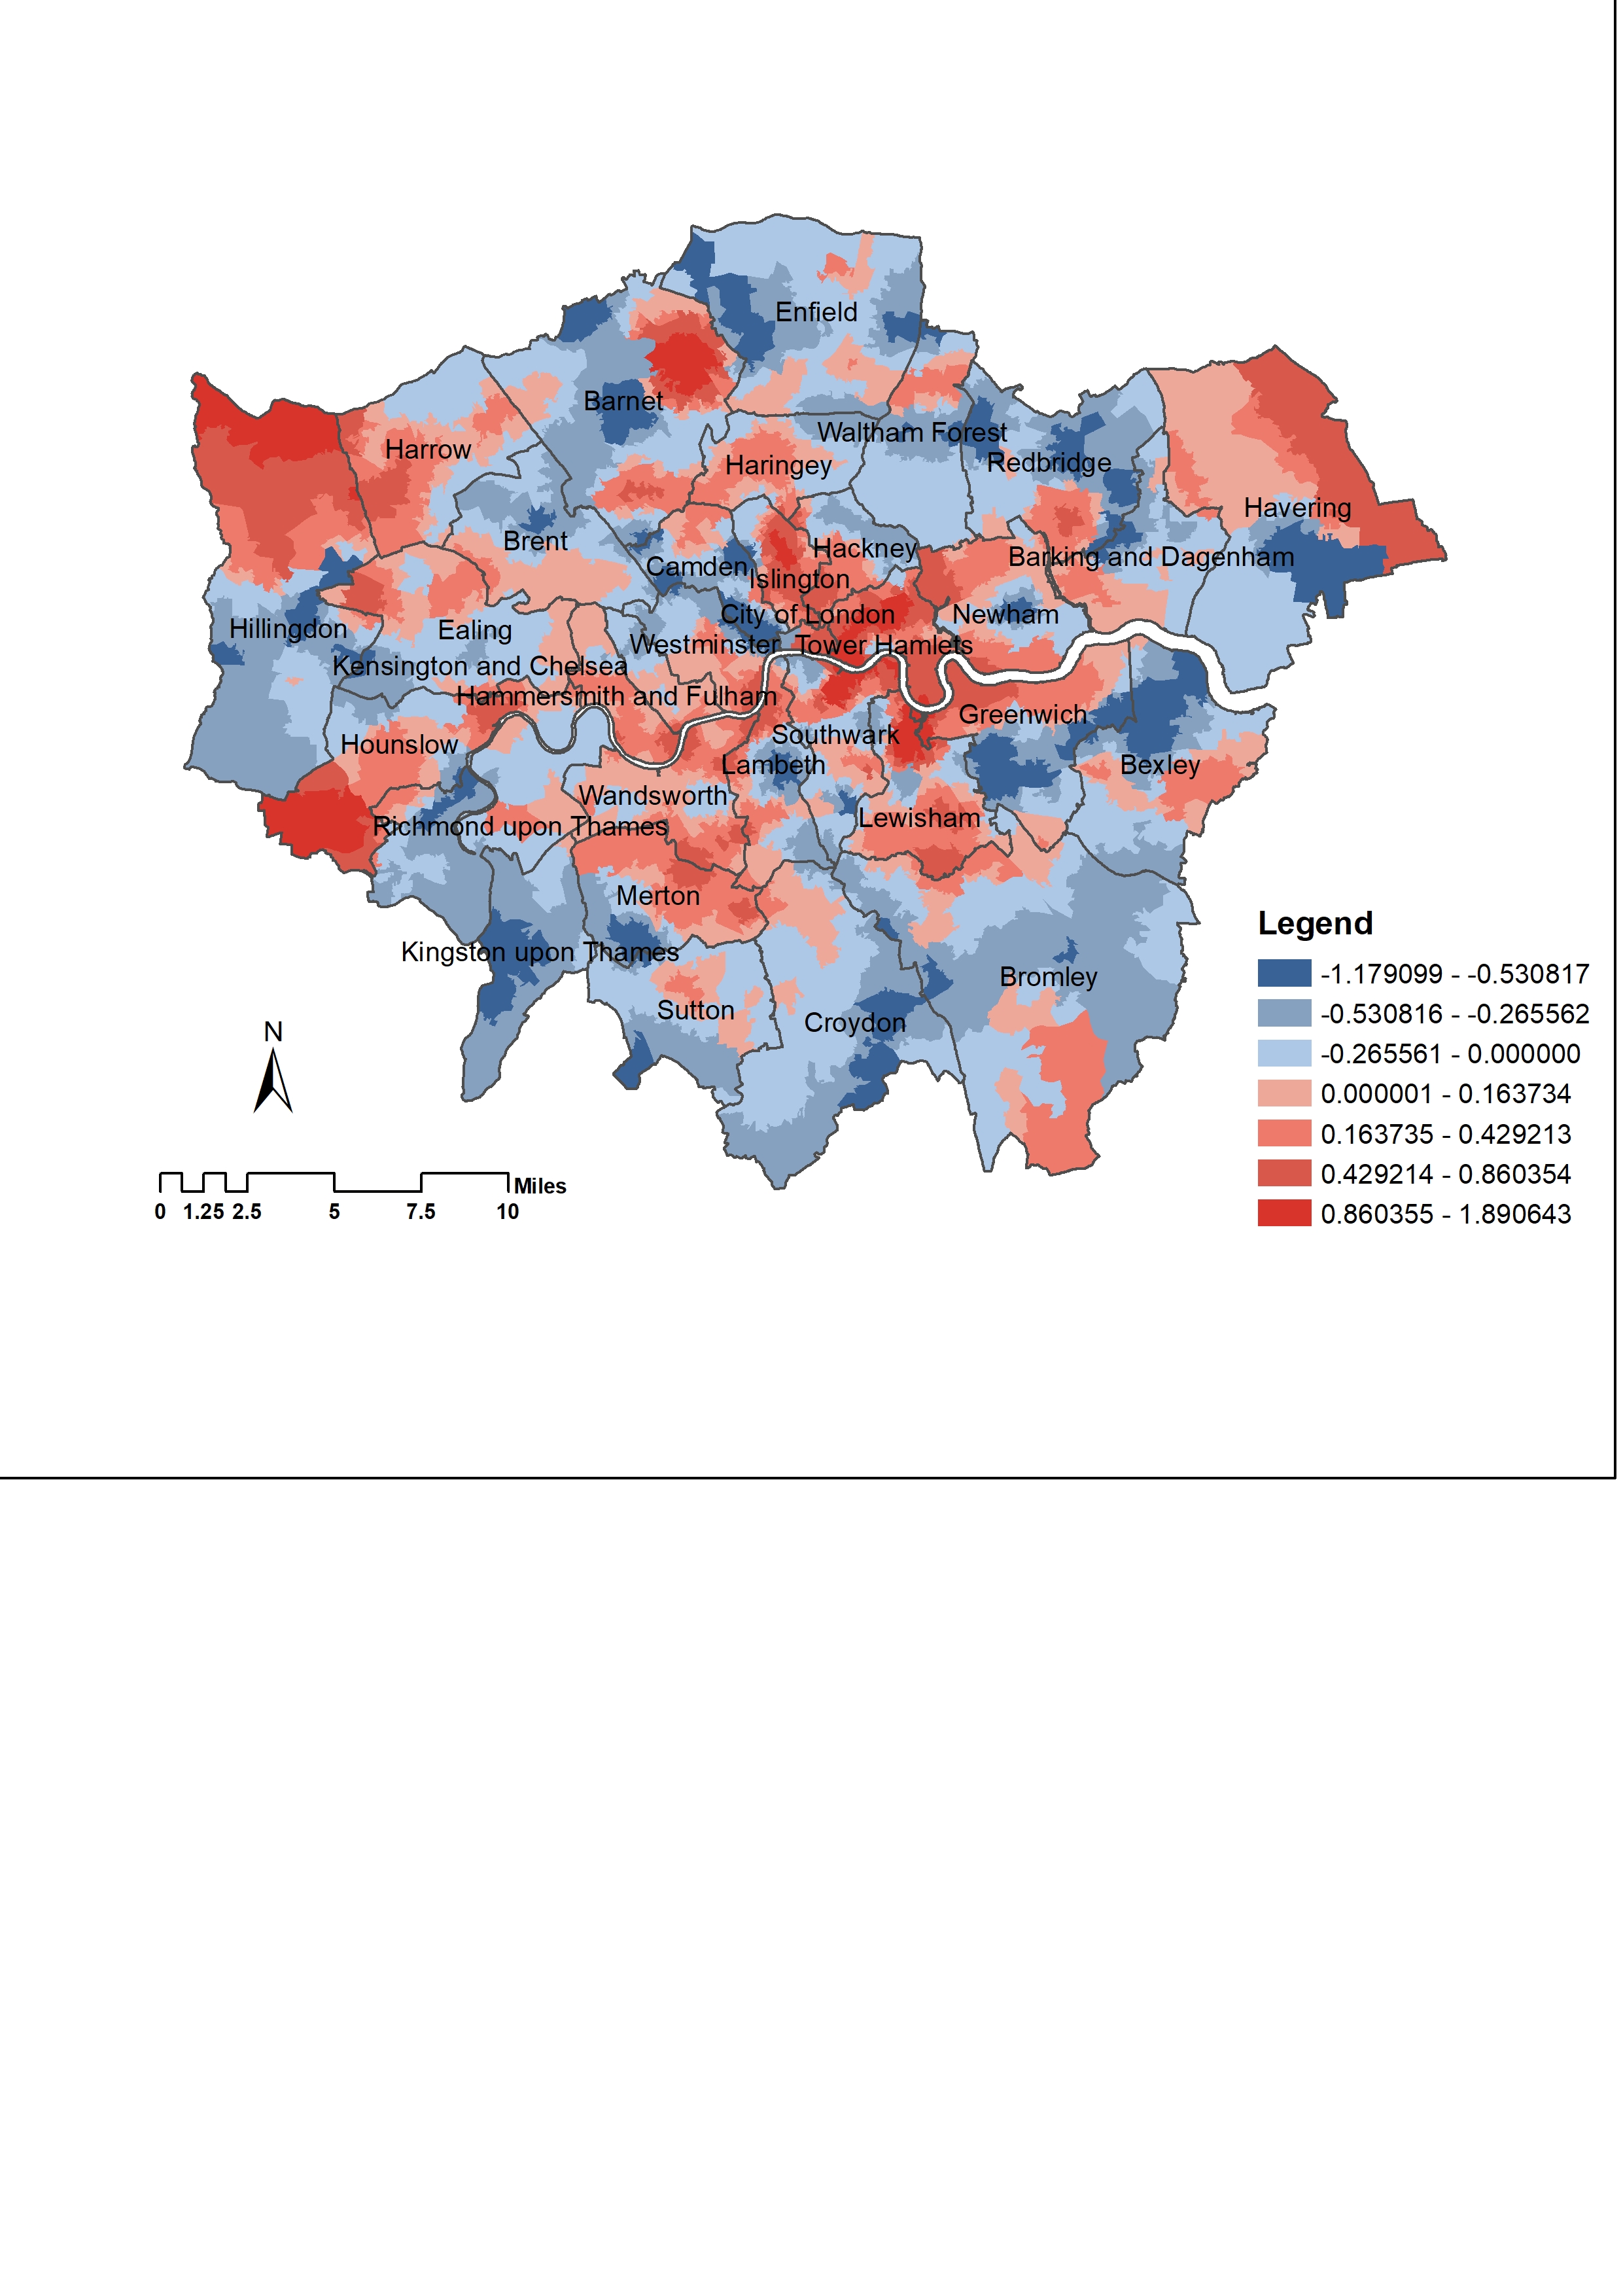 Enfield
Barnet
Waltham Forest
Harrow
Haringey
Redbridge
Havering
Brent
Hackney
Barking and Dagenham
Camden
Islington
City of London
Newham
Hillingdon
Ealing
Westminster
Tower Hamlets
Kensington and Chelsea
Hammersmith and Fulham
Greenwich
Southwark
Hounslow
Lambeth
Bexley
Wandsworth
Lewisham
Richmond upon Thames
Merton
Kingston upon Thames
Bromley
Sutton
Croydon
Legend
-1.179099 - -0.530817
-0.530816 - -0.265562
-0.265561 - 0.000000
0.000001 - 0.163734
0.163735 - 0.429213
0.429214 - 0.860354
0.860355 - 1.890643
N
Miles
0 1.25 2.5 5 7.5 10